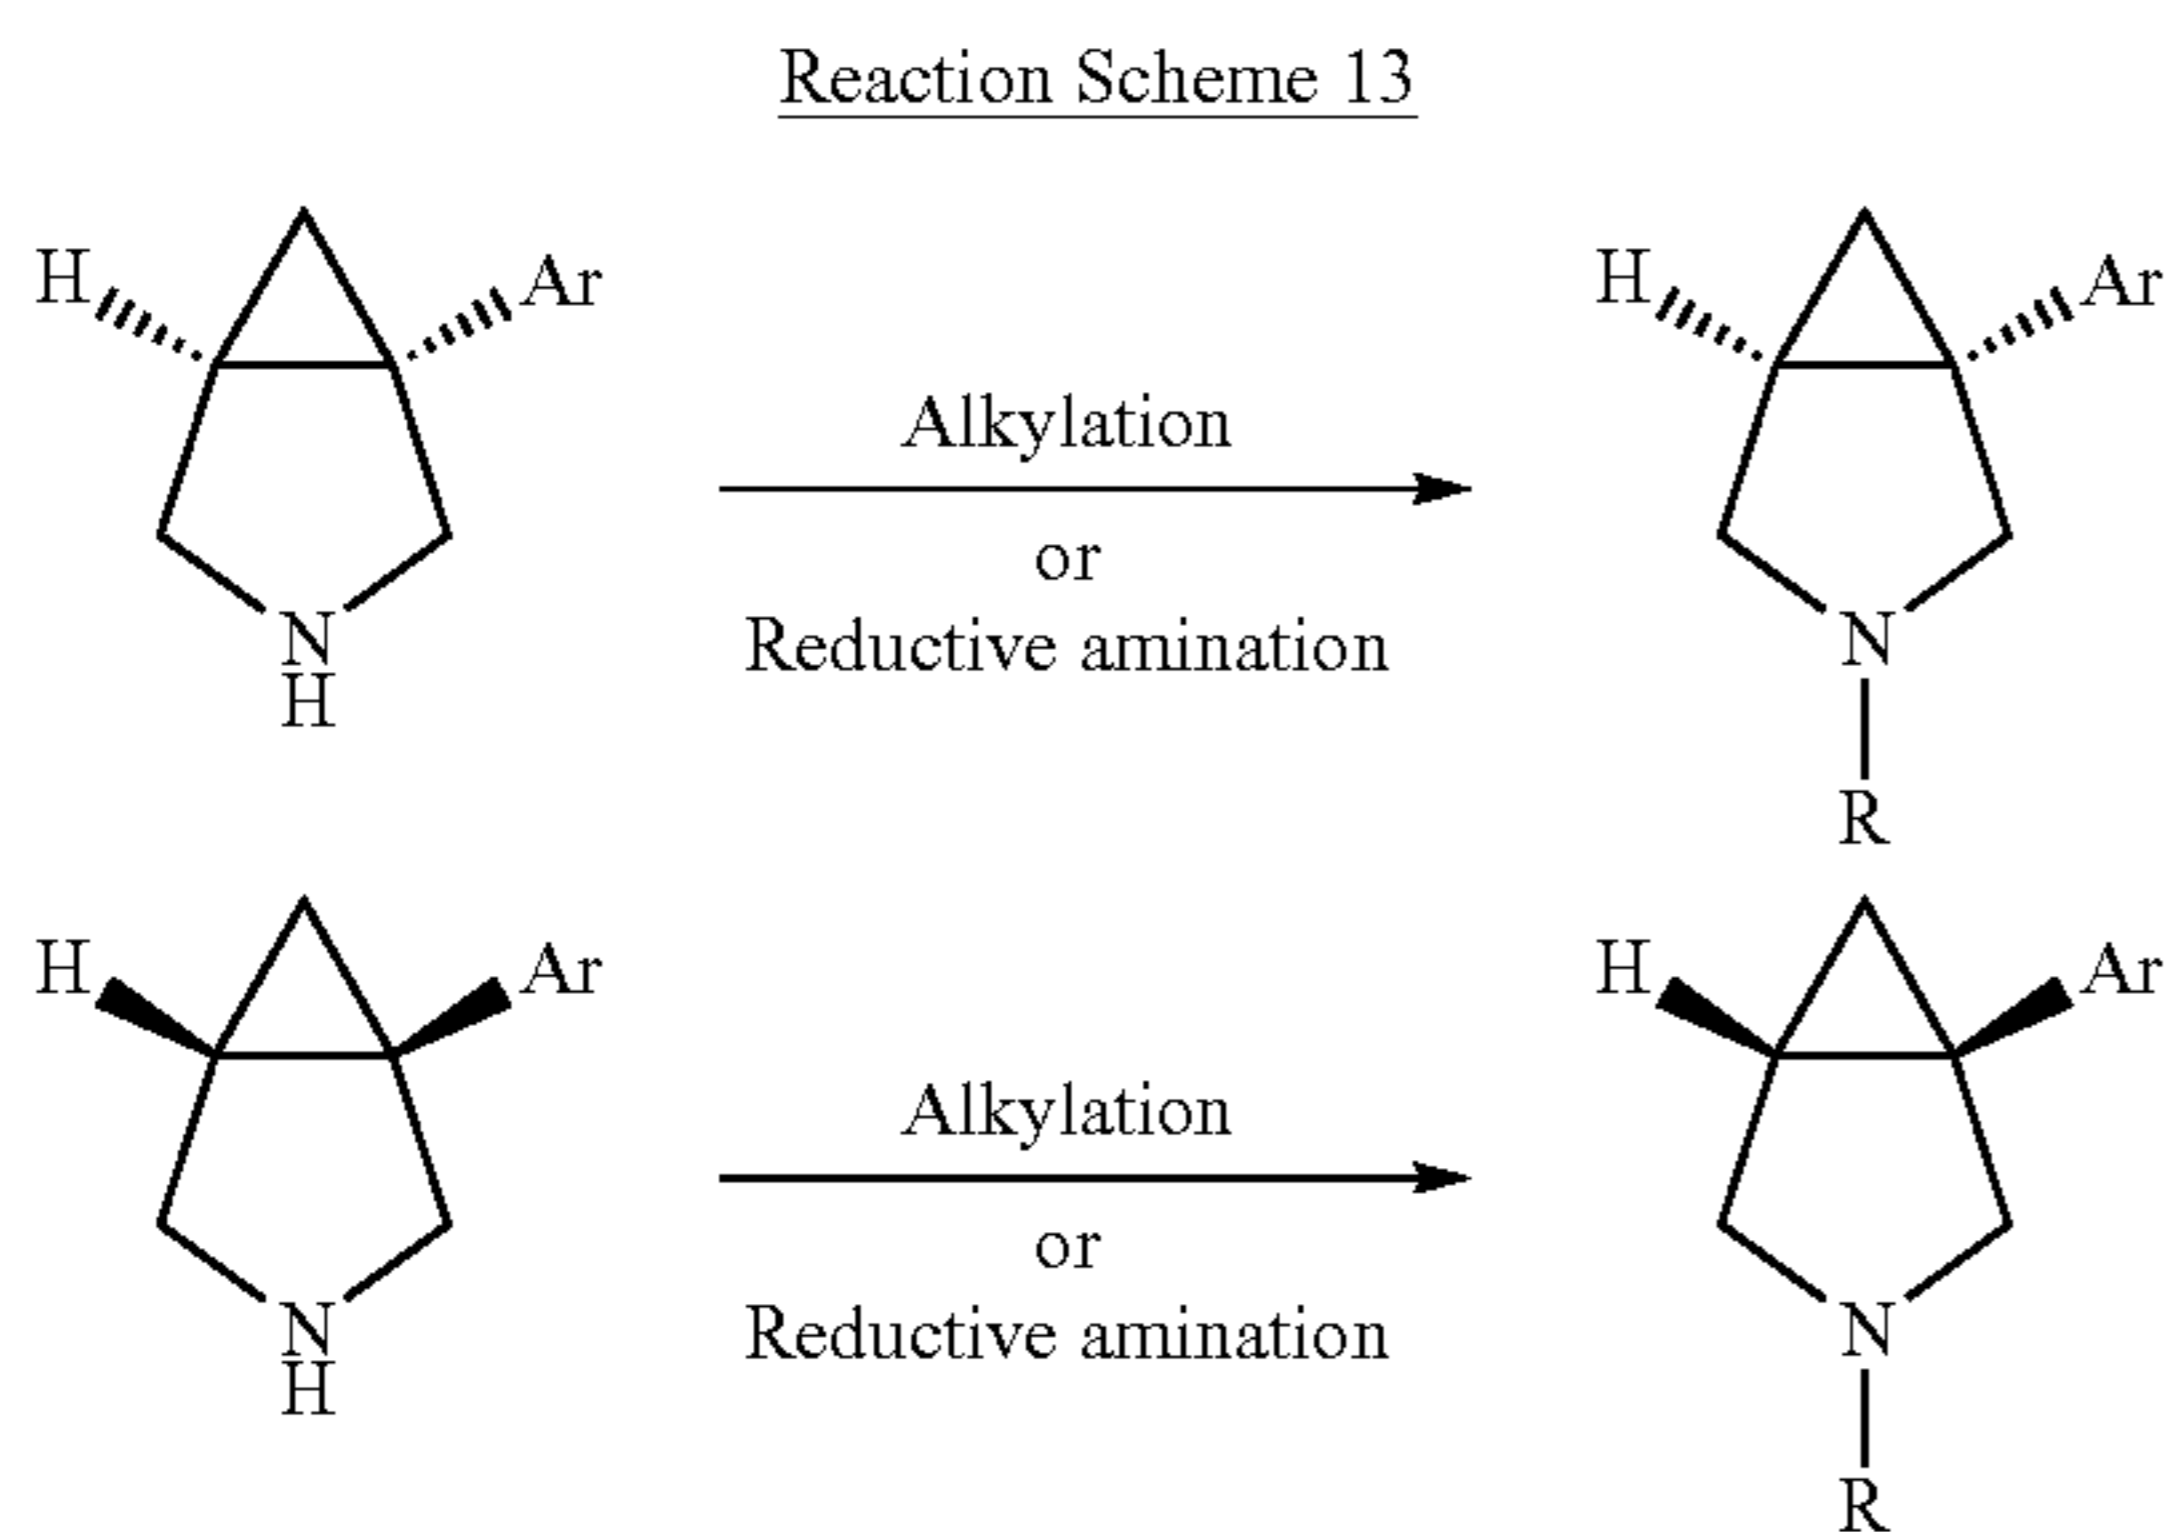 Reaction Scheme 13
H Ar
H Ar
Alkylation
or
Reductive amination
N
H
N
R
H Ar
H Ar
Alkylation
or
Reductive amination
N
H
N
R